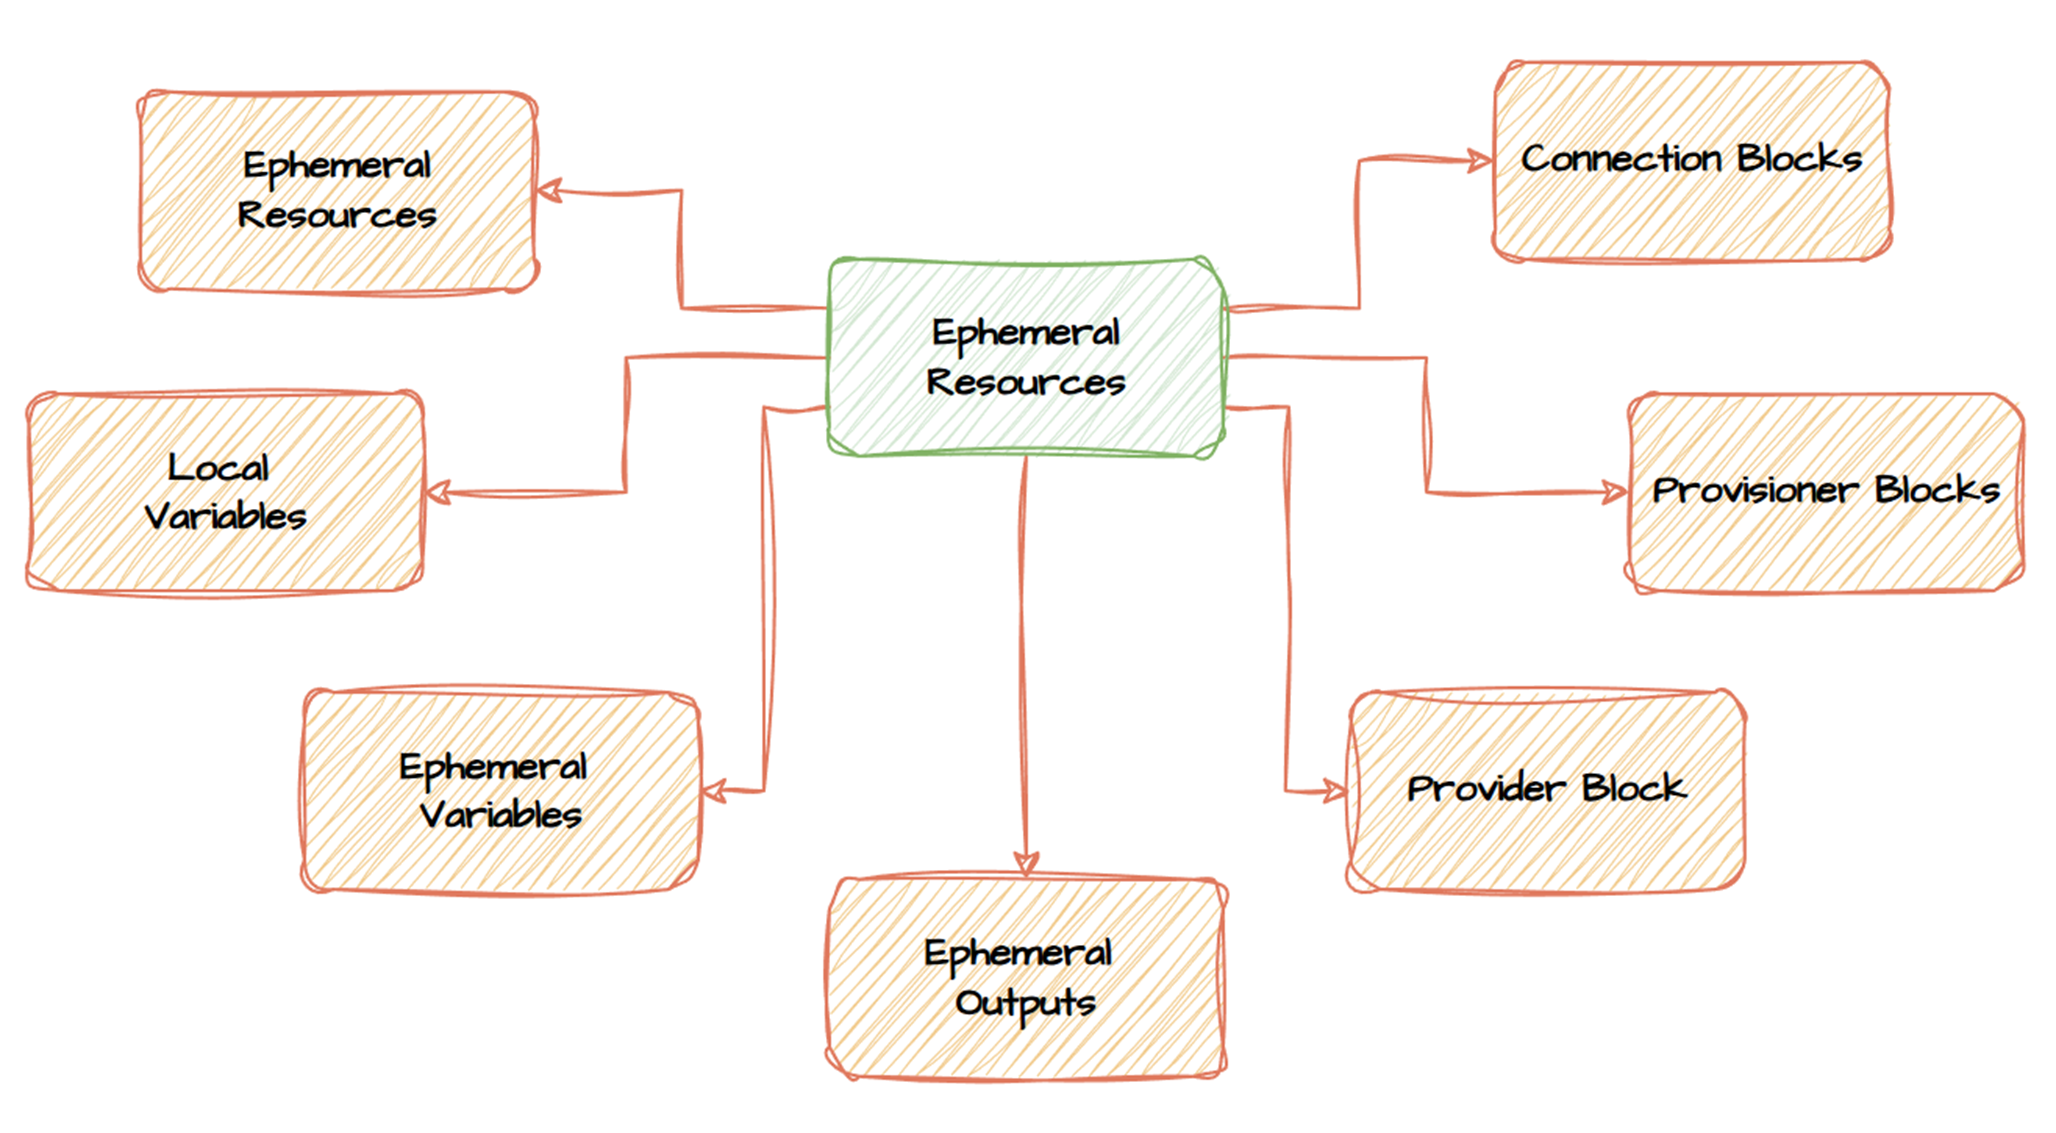 Ephemeral
Resources
Connection Blocks
Ephemeral
Resources
Local
Variables
Provisioner Blocks
Ephemeral
Variables
Provider Block
Ephemeral
Outputs